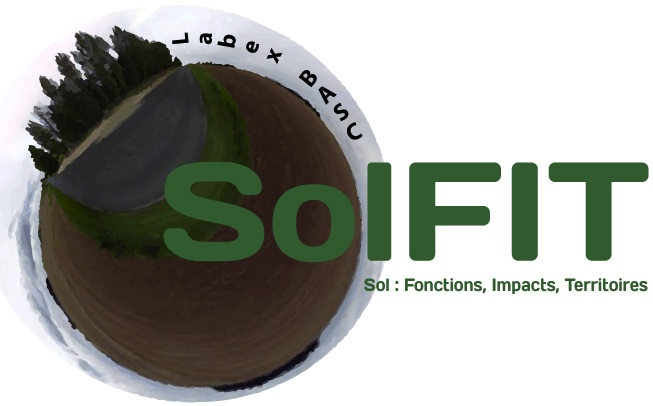 Labex BASC
SolFIT
Sol : Fonctions, Impacts, Territoires